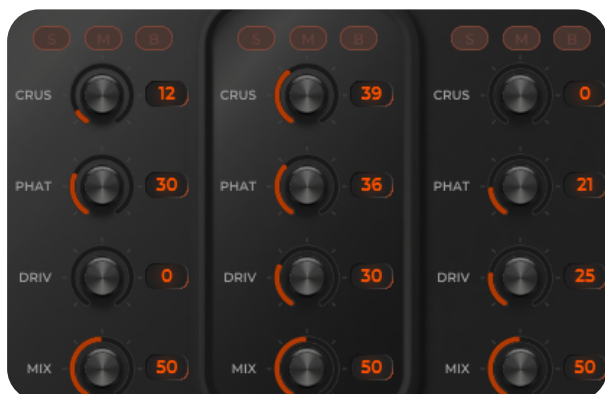 S M B S M B S M B
CRUS 12 CRUS 39 CRUS 0
PHAT 30 PHAT 36 PHAT 21
DRIV 0 DRIV 30 DRIV 25
MIX 50 MIX 50 MIX 50